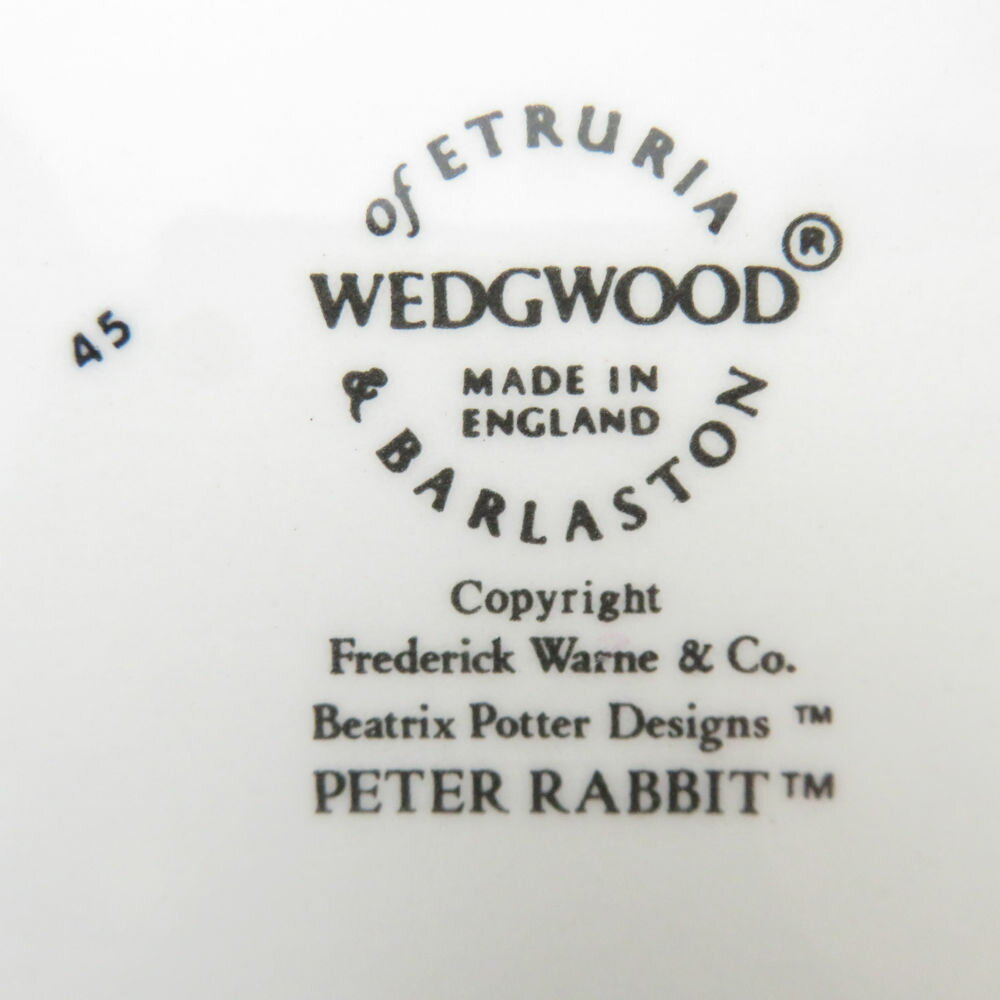 of ETRURIA
WEDGWOOD®
MADE IN
ENGLAND
& BARLASTON
45
Copyright
Frederick Warne & Co.
Beatrix Potter Designs ™
PETER RABBIT™